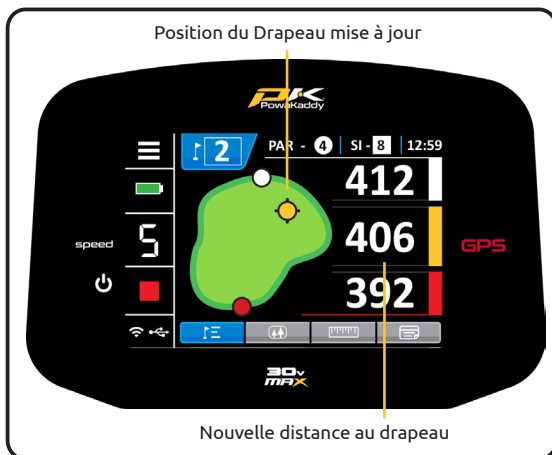 Position du Drapeau mise à jour
PK
PowaKaddy
2 PAR - 4 SI - 8 12:59
412
speed 5 406 GPS
392
30v
MAX
Nouvelle distance au drapeau